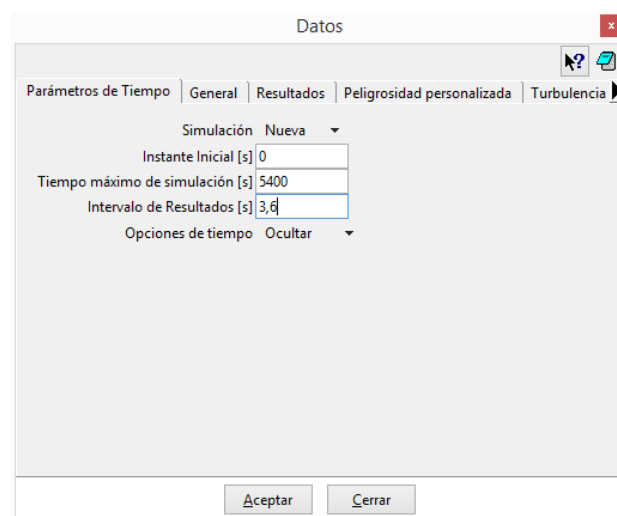 Datos
x
?
Parámetros de Tiempo General Resultados Peligrosidad personalizada Turbulencia
Simulación Nueva
Instante Inicial [s] 0
Tiempo máximo de simulación [s] 5400
Intervalo de Resultados [s] 3,6
Opciones de tiempo Ocultar
Aceptar Cerrar